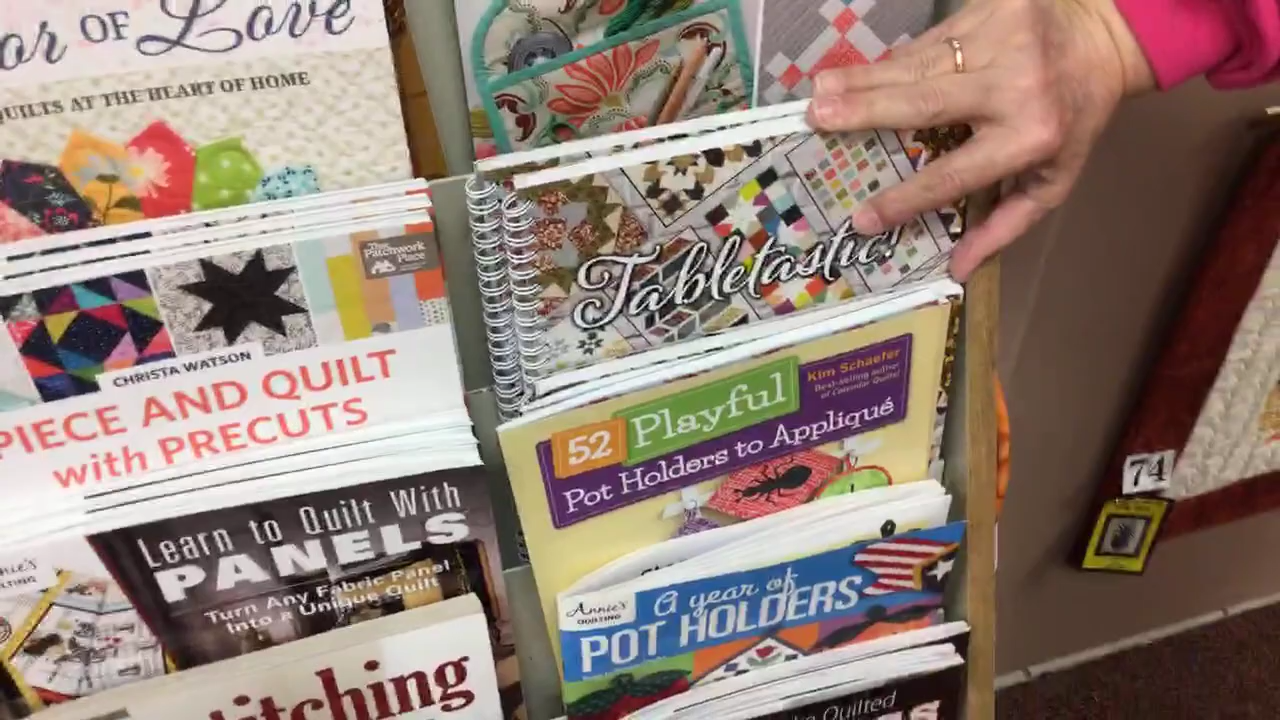 or OF Love
QUILTS AT THE HEART OF HOME
That
Patchwork
Place
CHRISTA WATSON
PIECE AND QUILT
with PRECUTS
Learn to Quilt With
PANELS
Turn Any Fabric Panel
Into a Unique Quilt
QUILTING
titching
Tabletastic!
52 Playful
Pot Holders to Appliqué
Kim Schaefer
Best-selling author
of Calendar Quilts
Annie's
QUILTING
A year of
POT HOLDERS
Quilted
74